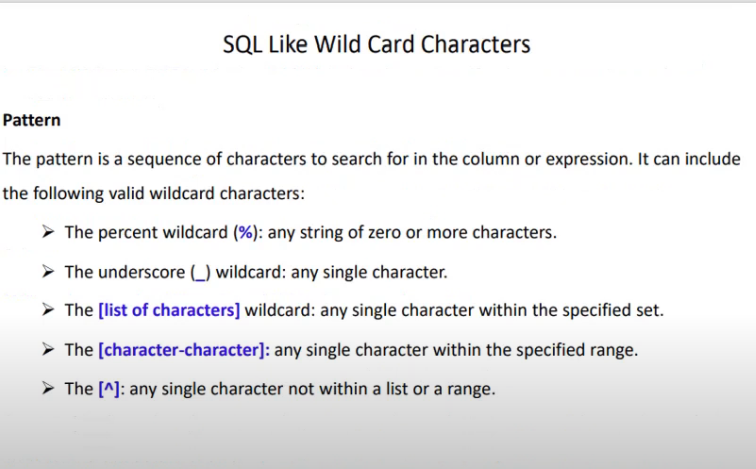 SQL Like Wild Card Characters
Pattern
The pattern is a sequence of characters to search for in the column or expression. It can include
the following valid wildcard characters:
➢ The percent wildcard (%): any string of zero or more characters.
➢ The underscore (_) wildcard: any single character.
➢ The [list of characters] wildcard: any single character within the specified set.
➢ The [character-character]: any single character within the specified range.
➢ The [^]: any single character not within a list or a range.